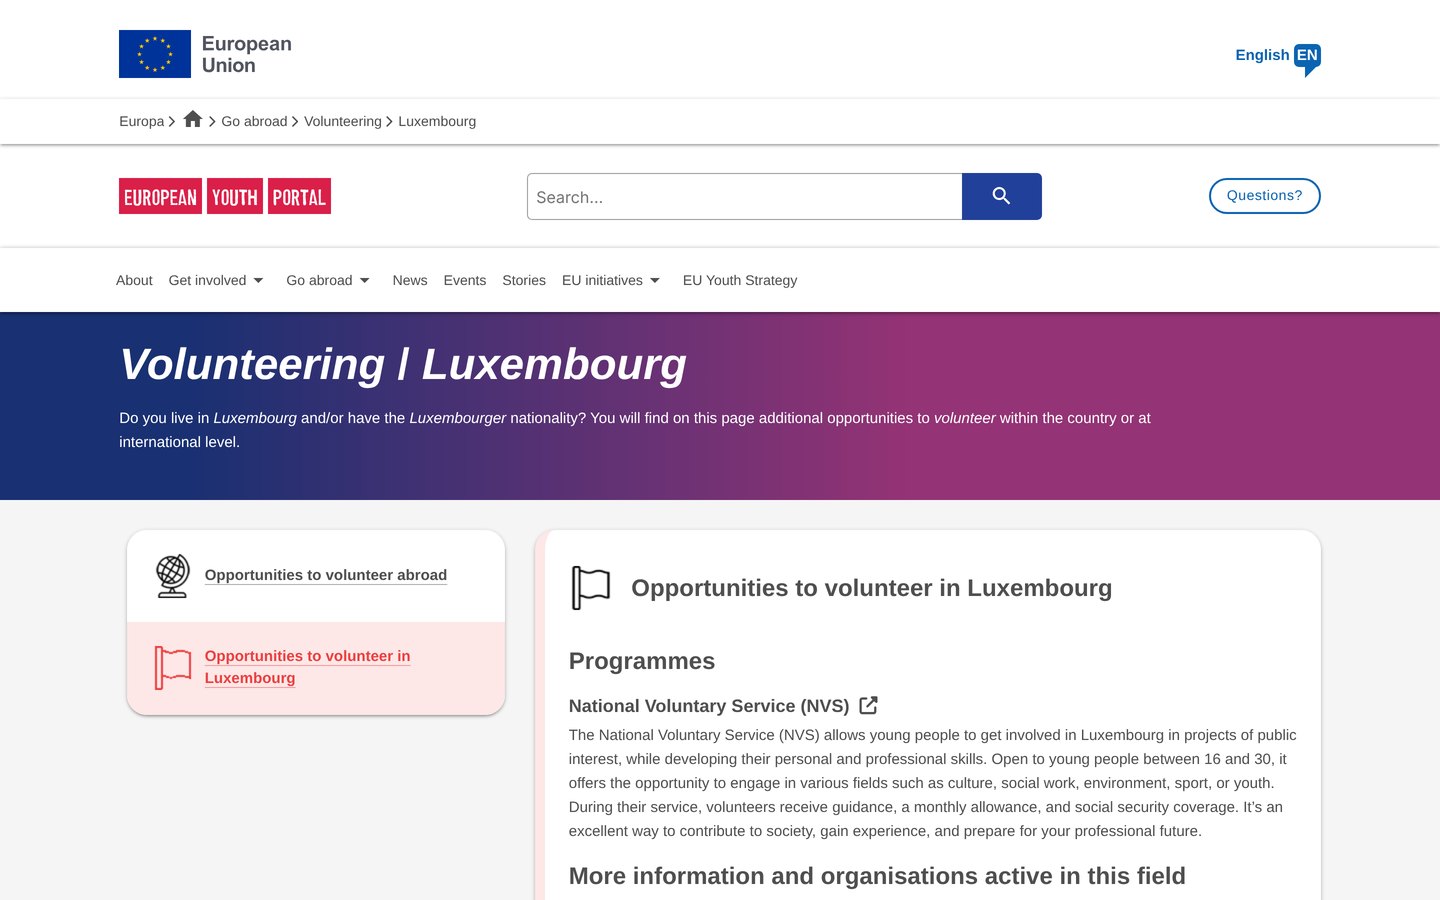 European
Union
English EN
Europa Go abroad Volunteering Luxembourg
EUROPEAN YOUTH PORTAL
Search...
Questions?
About Get involved Go abroad News Events Stories EU initiatives EU Youth Strategy
Volunteering / Luxembourg
Do you live in Luxembourg and/or have the Luxembourger nationality? You will find on this page additional opportunities to volunteer within the country or at
international level.
Opportunities to volunteer abroad
Opportunities to volunteer in
Luxembourg
Opportunities to volunteer in Luxembourg
Programmes
National Voluntary Service (NVS)
The National Voluntary Service (NVS) allows young people to get involved in Luxembourg in projects of public
interest, while developing their personal and professional skills. Open to young people between 16 and 30, it
offers the opportunity to engage in various fields such as culture, social work, environment, sport, or youth.
During their service, volunteers receive guidance, a monthly allowance, and social security coverage. It’s an
excellent way to contribute to society, gain experience, and prepare for your professional future.
More information and organisations active in this field